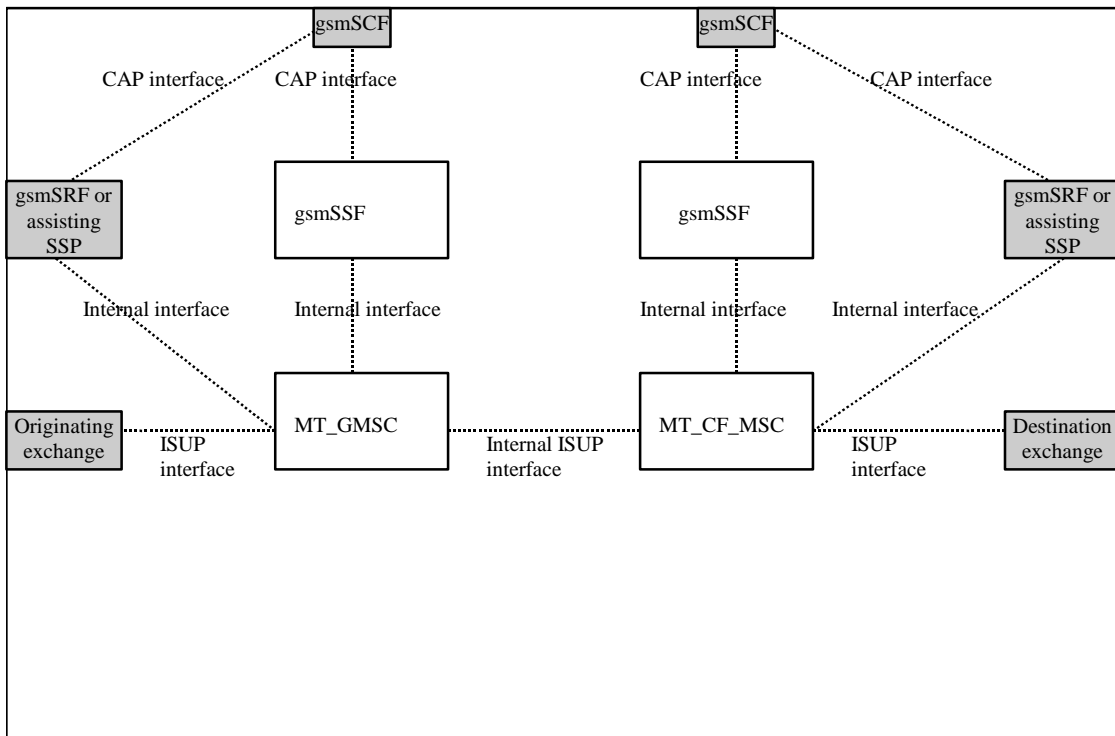 gsmSCF
gsmSCF
CAP interface
CAP interface
CAP interface
CAP interface
gsmSRF or
assisting
SSP
gsmSSF
gsmSSF
gsmSRF or
assisting
SSP
Internal interface
Internal interface
Internal interface
Internal interface
Originating
exchange
ISUP
interface
MT_GMSC
Internal ISUP
interface
MT_CF_MSC
ISUP
interface
Destination
exchange